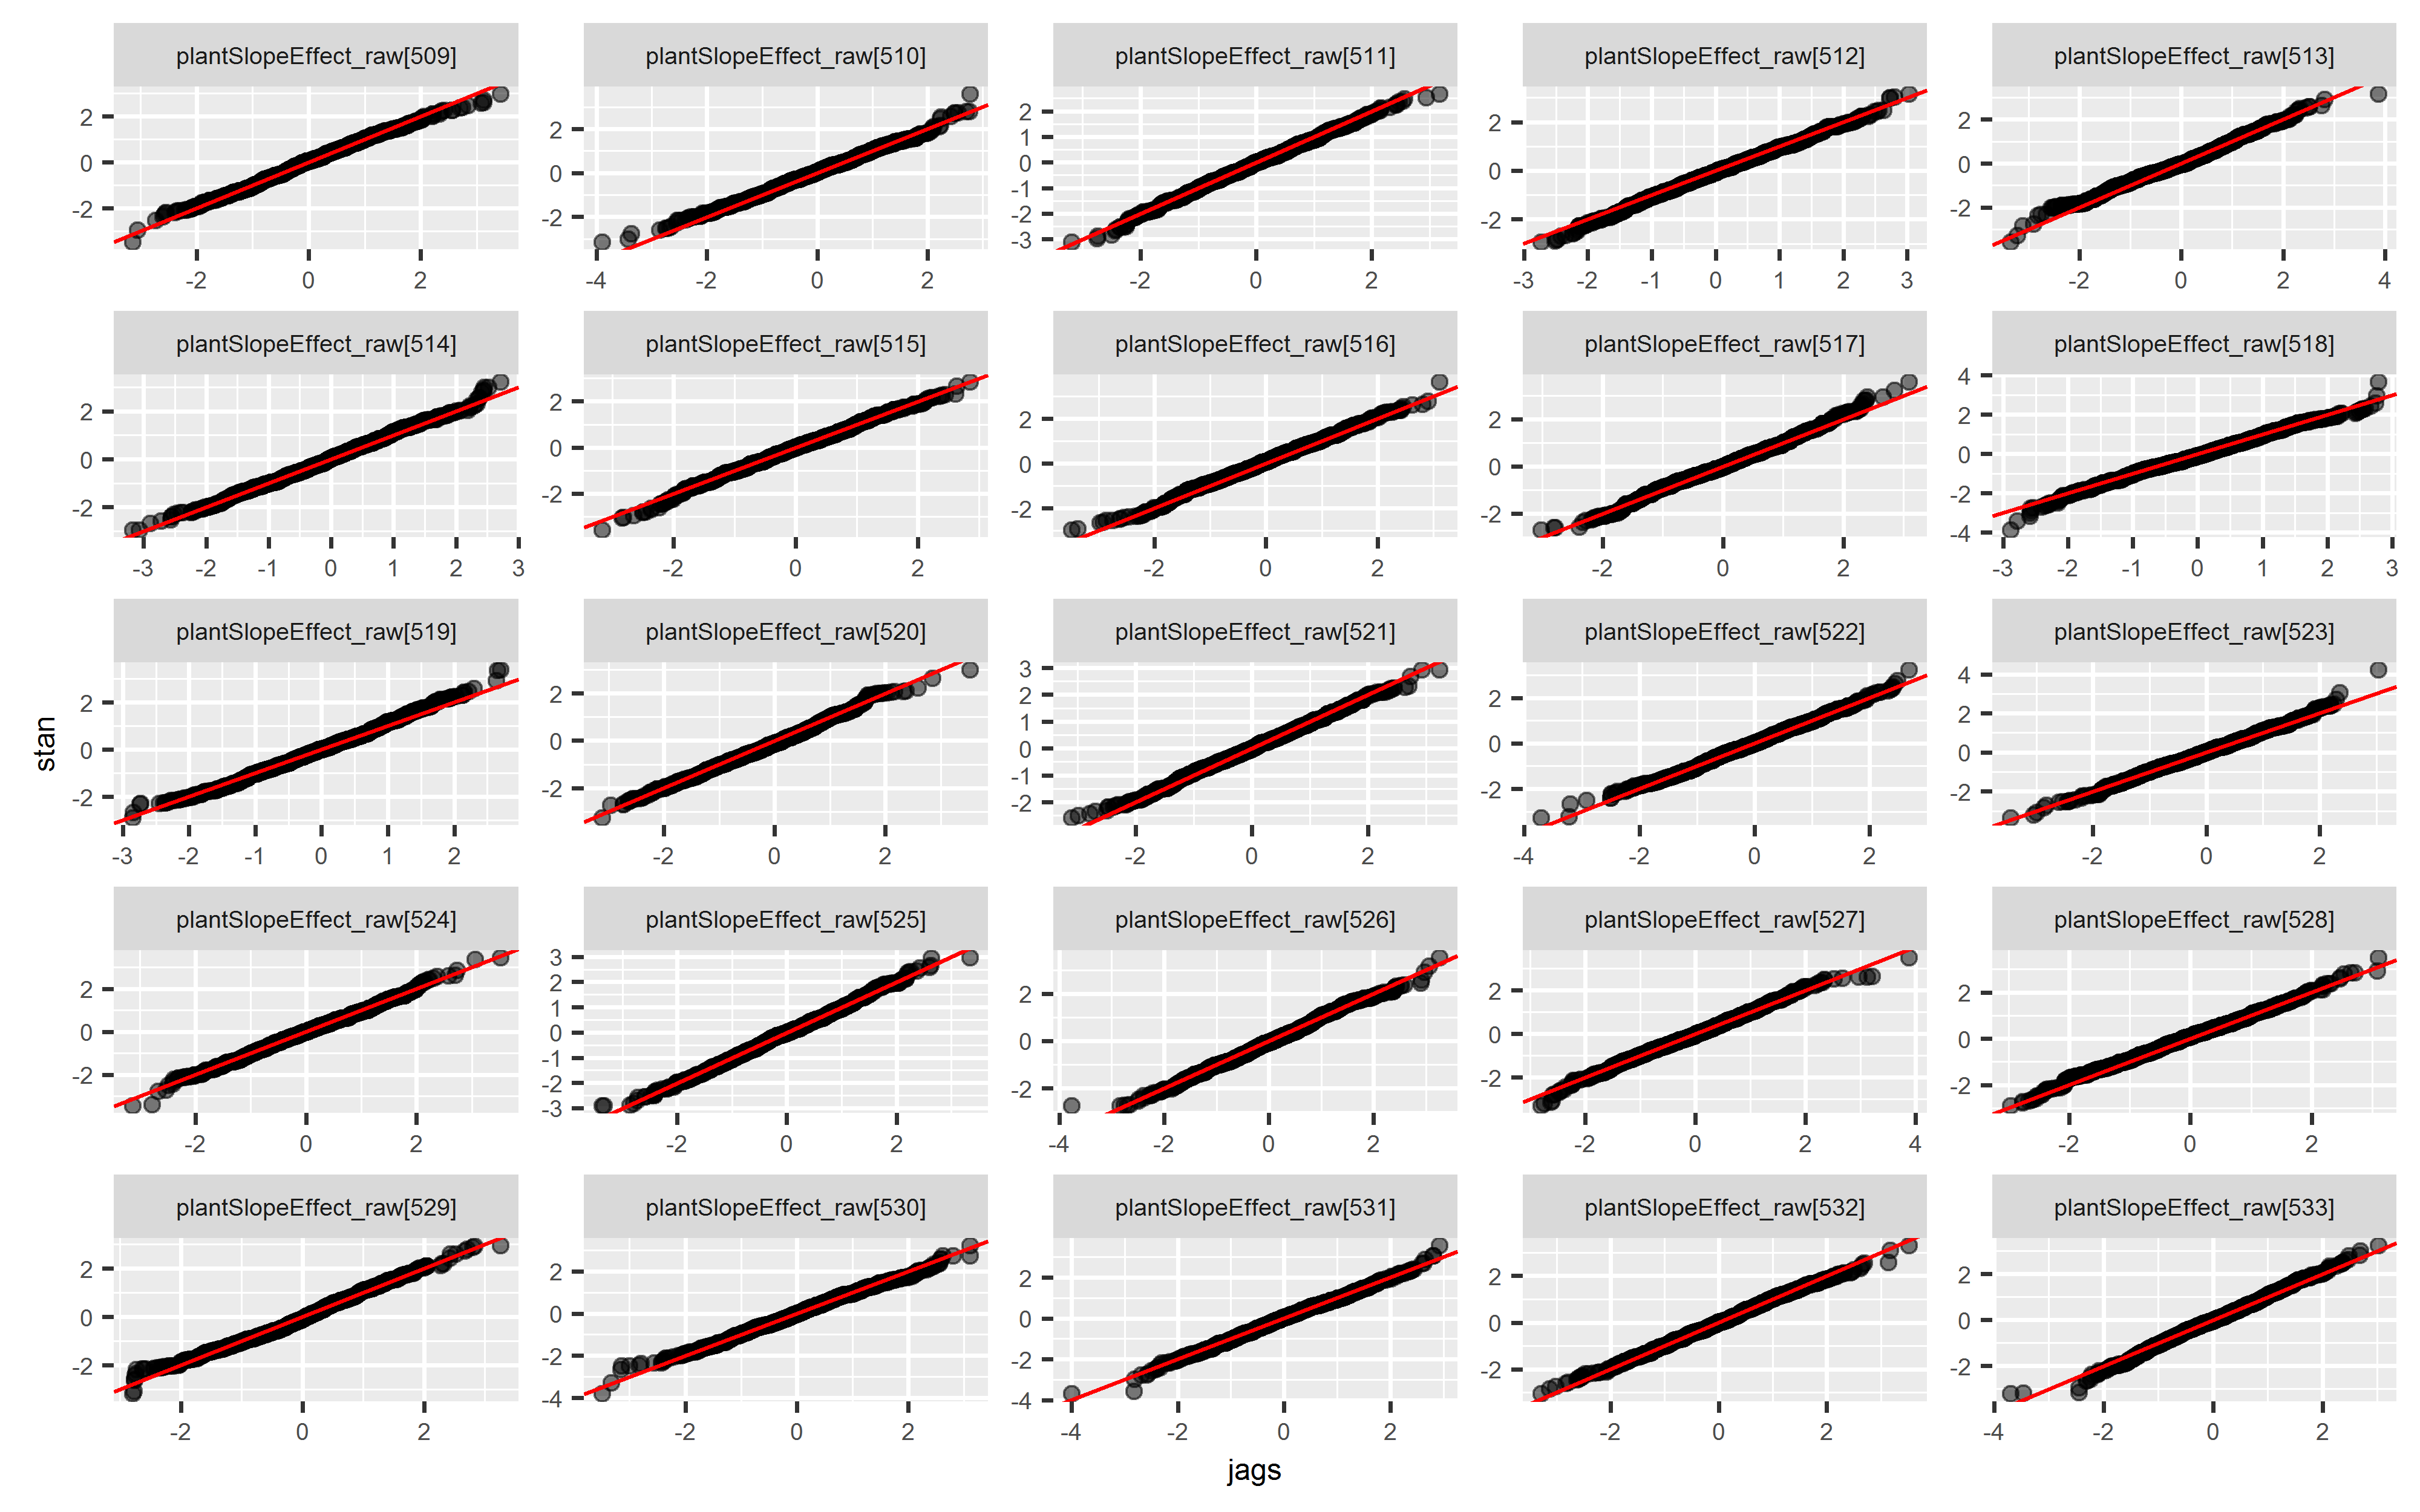 plantSlopeEffect_raw[509] plantSlopeEffect_raw[510] plantSlopeEffect_raw[511] plantSlopeEffect_raw[512] plantSlopeEffect_raw[513]
2 2 2 2 2
1
0 0 0 0 0
-1
-2 -2 -2 -2 -2
-3
-2 0 2 -4 -2 0 2 -2 0 2 -3 -2 -1 0 1 2 3 -2 0 2 4
plantSlopeEffect_raw[514] plantSlopeEffect_raw[515] plantSlopeEffect_raw[516] plantSlopeEffect_raw[517] plantSlopeEffect_raw[518]
4
2 2 2 2 2
0 0 0 0 0
-2 -2 -2 -2 -2
-4
-3 -2 -1 0 1 2 3 -2 0 2 -2 0 2 -2 0 2 -3 -2 -1 0 1 2 3
plantSlopeEffect_raw[519] plantSlopeEffect_raw[520] plantSlopeEffect_raw[521] plantSlopeEffect_raw[522] plantSlopeEffect_raw[523]
3 4
2 2 2 2 2
1
0 0 0 0 0
-1
-2 -2 -2 -2 -2
-3 -2 -1 0 1 2 -2 0 2 -2 0 2 -4 -2 0 2 -2 0 2
stan
plantSlopeEffect_raw[524] plantSlopeEffect_raw[525] plantSlopeEffect_raw[526] plantSlopeEffect_raw[527] plantSlopeEffect_raw[528]
3
2 2 2 2 2
1
0 0 0 0 0
-1
-2 -2 -2 -2 -2
-3
-2 0 2 -2 0 2 -4 -2 0 2 -2 0 2 4 -2 0 2
plantSlopeEffect_raw[529] plantSlopeEffect_raw[530] plantSlopeEffect_raw[531] plantSlopeEffect_raw[532] plantSlopeEffect_raw[533]
2 2 2 2 2
0 0 0 0 0
-2 -2 -2 -2 -2
-4 -4
-2 0 2 -2 0 2 -4 -2 0 2 -2 0 2 -4 -2 0 2
jags